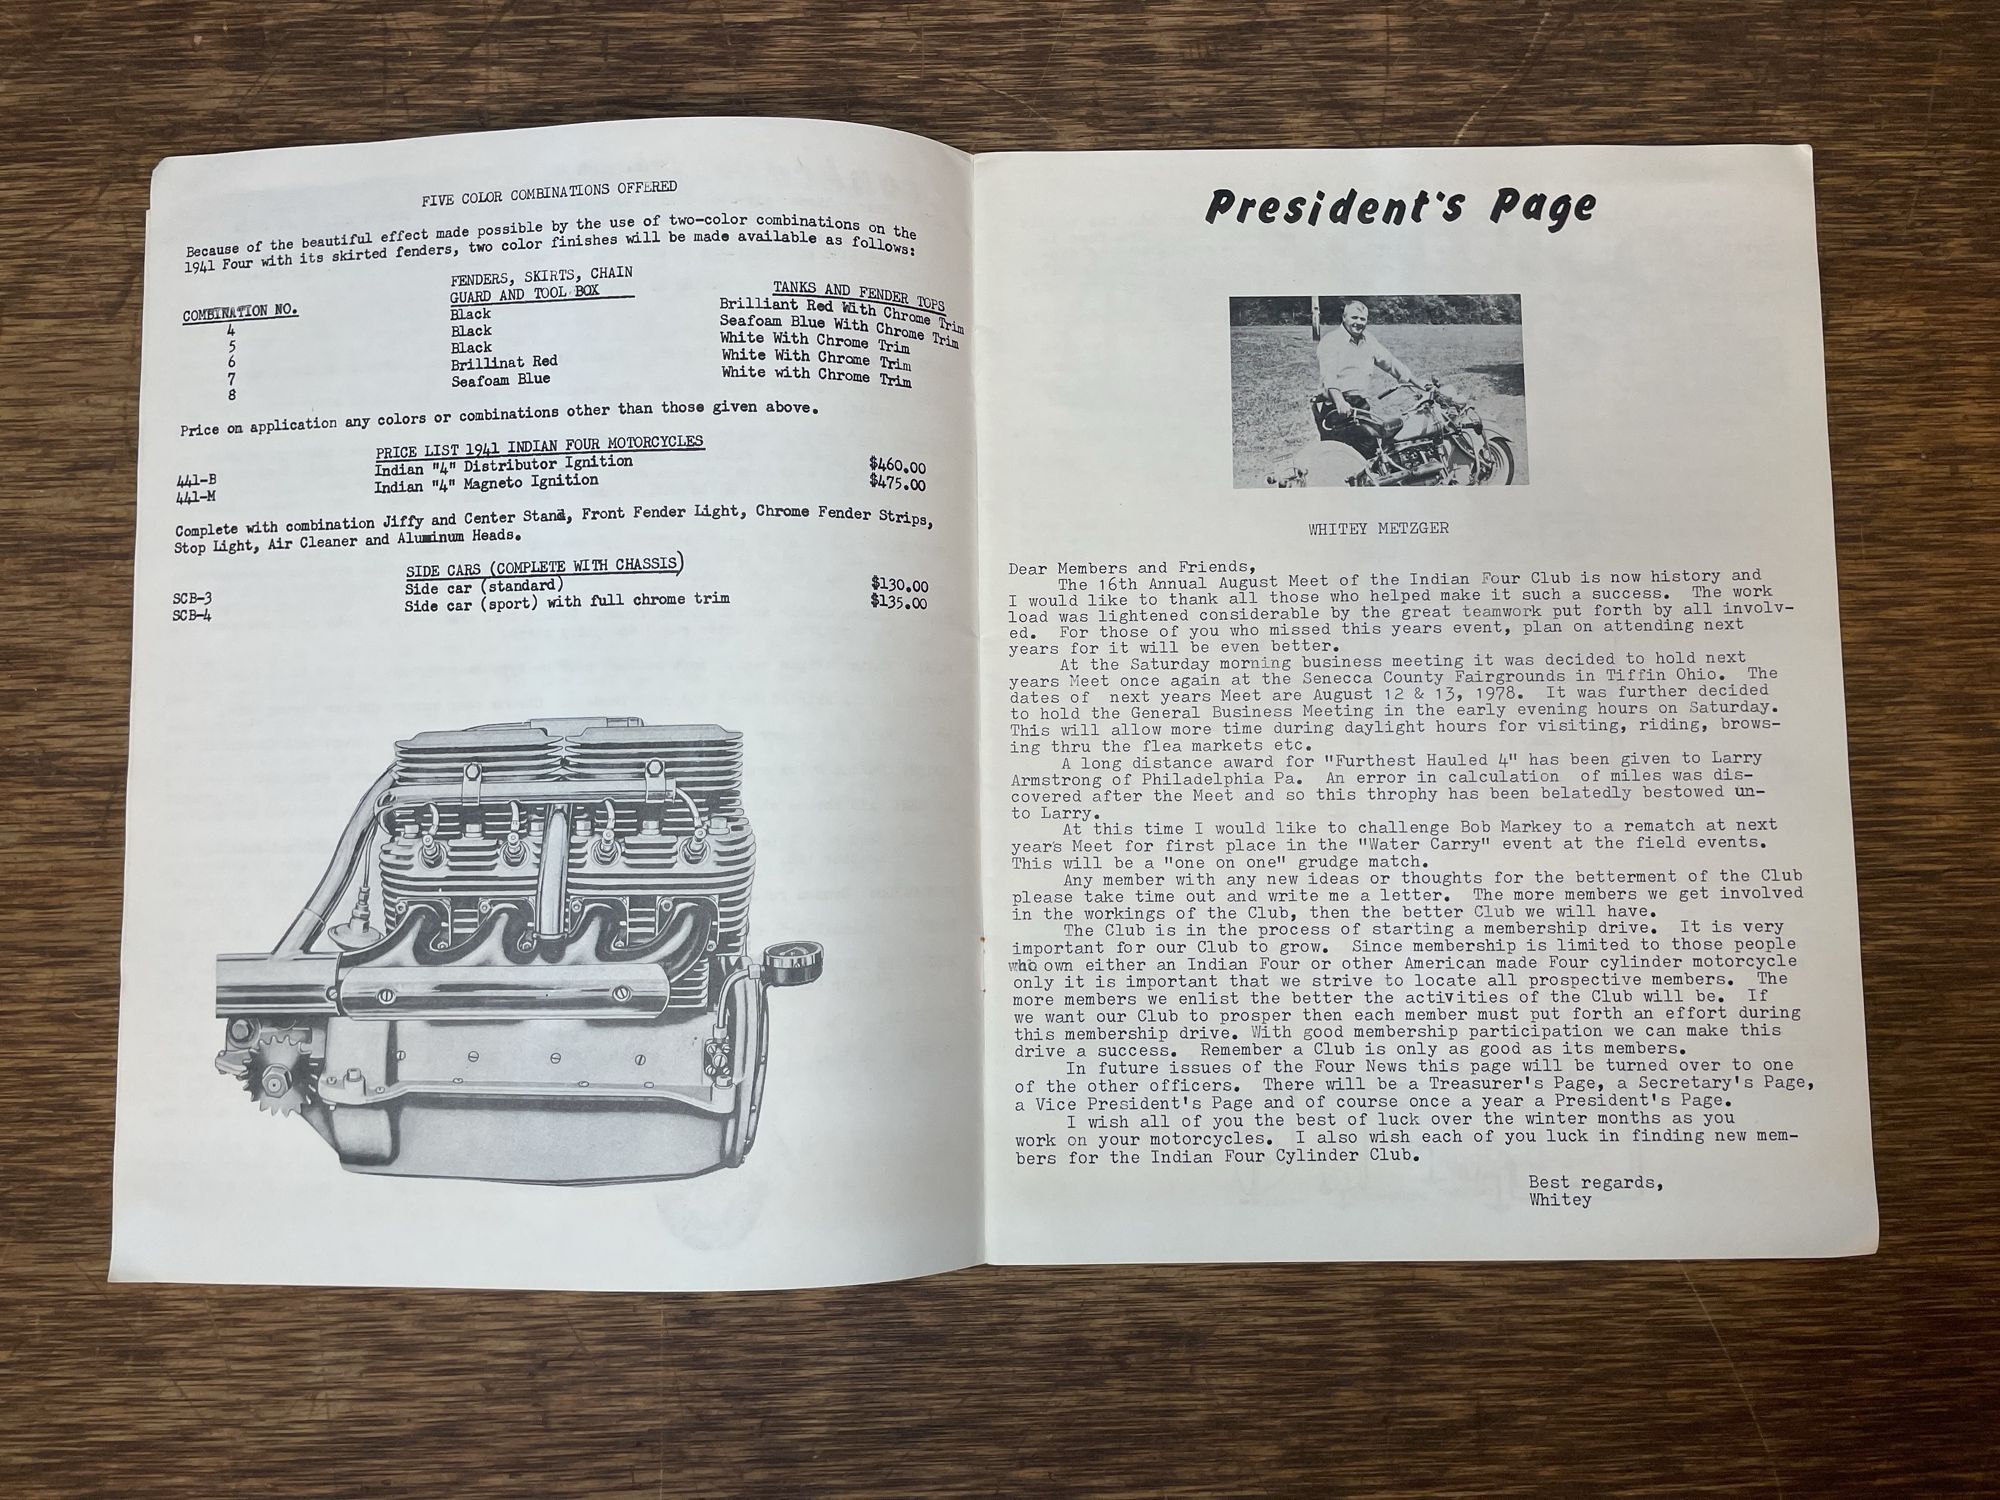 FIVE COLOR COMBINATIONS OFFERED
Because of the beautiful effect made possible by the use of two-color combinations on the
1941 Four with its skirted fenders, two color finishes will be made available as follows:
FENDERS, SKIRTS, CHAIN
COMBINATION NO. GUARD AND TOOL BOX TANKS AND FENDER TOPS
4 Black Brilliant Red With Chrome Trim
5 Black Seafoam Blue With Chrome Trim
6 Black White With Chrome Trim
7 Brillinat Red White With Chrome Trim
8 Seafoam Blue White with Chrome Trim
Price on application any colors or combinations other than those given above.
PRICE LIST 1941 INDIAN FOUR MOTORCYCLES
441-B Indian "4" Distributor Ignition $460.00
441-M Indian "4" Magneto Ignition $475.00
Complete with combination Jiffy and Center Stand, Front Fender Light, Chrome Fender Strips,
Stop Light, Air Cleaner and Aluminum Heads.
SIDE CARS (COMPLETE WITH CHASSIS)
SCB-3 Side car (standard) $130.00
SCB-4 Side car (sport) with full chrome trim $135.00
President's Page
WHITEY METZGER
Dear Members and Friends,
The 16th Annual August Meet of the Indian Four Club is now history and
I would like to thank all those who helped make it such a success. The work
load was lightened considerable by the great teamwork put forth by all involv-
ed. For those of you who missed this years event, plan on attending next
years for it will be even better.
At the Saturday morning business meeting it was decided to hold next
years Meet once again at the Senecca County Fairgrounds in Tiffin Ohio. The
dates of next years Meet are August 12 & 13, 1978. It was further decided
to hold the General Business Meeting in the early evening hours on Saturday.
This will allow more time during daylight hours for visiting, riding, brows-
ing thru the flea markets etc.
A long distance award for "Furthest Hauled 4" has been given to Larry
Armstrong of Philadelphia Pa. An error in calculation of miles was dis-
covered after the Meet and so this throphy has been belatedly bestowed un-
to Larry.
At this time I would like to challenge Bob Markey to a rematch at next
year's Meet for first place in the "Water Carry" event at the field events.
This will be a "one on one" grudge match.
Any member with any new ideas or thoughts for the betterment of the Club
please take time out and write me a letter. The more members we get involved
in the workings of the Club, then the better Club we will have.
The Club is in the process of starting a membership drive. It is very
important for our Club to grow. Since membership is limited to those people
who own either an Indian Four or other American made Four cylinder motorcycle
only it is important that we strive to locate all prospective members. The
more members we enlist the better the activities of the Club will be. If
we want our Club to prosper then each member must put forth an effort during
this membership drive. With good membership participation we can make this
drive a success. Remember a Club is only as good as its members.
In future issues of the Four News this page will be turned over to one
of the other officers. There will be a Treasurer's Page, a Secretary's Page,
a Vice President's Page and of course once a year a President's Page.
I wish all of you the best of luck over the winter months as you
work on your motorcycles. I also wish each of you luck in finding new mem-
bers for the Indian Four Cylinder Club.
Best regards,
Whitey